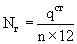 N_r = q^cr / (n×12)